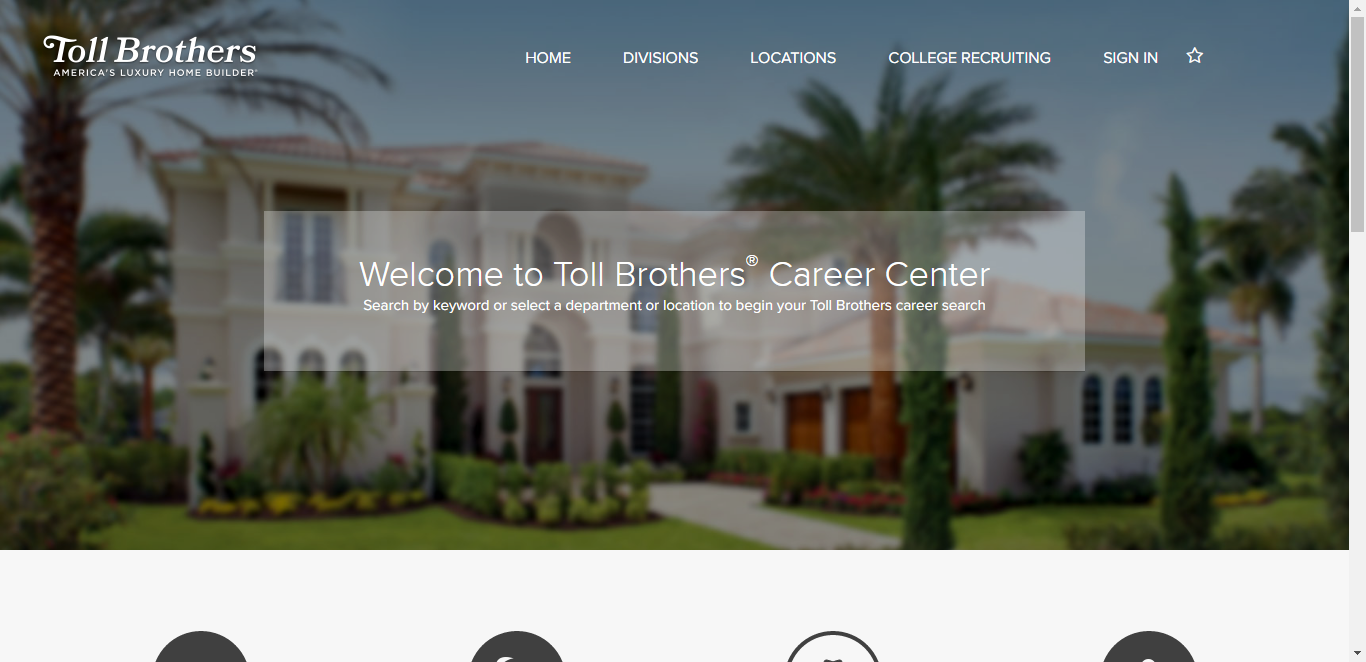 Toll Brothers
AMERICA'S LUXURY HOME BUILDER®
HOME
DIVISIONS
LOCATIONS
COLLEGE RECRUITING
SIGN IN
Welcome to Toll Brothers® Career Center
Search by keyword or select a department or location to begin your Toll Brothers career search